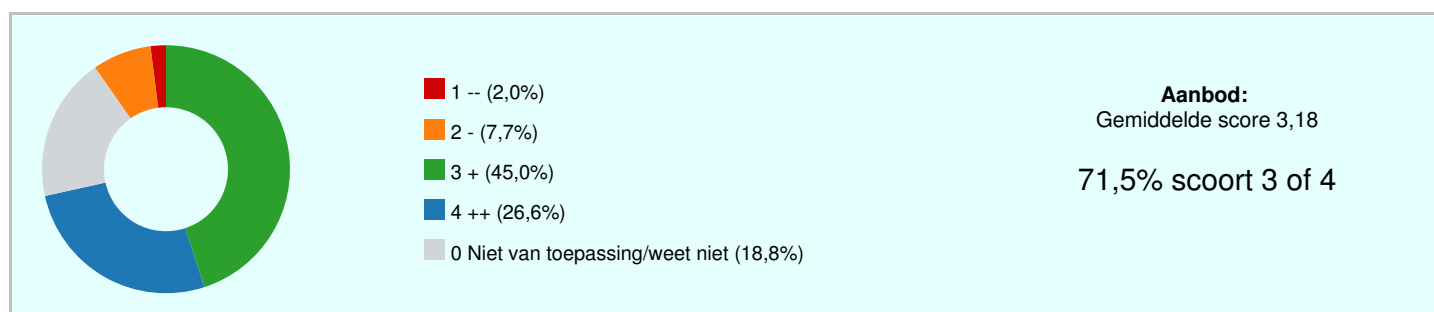 1 -- (2,0%)
2 - (7,7%)
3 + (45,0%)
4 ++ (26,6%)
0 Niet van toepassing/weet niet (18,8%)
Aanbod:
Gemiddelde score 3,18
71,5% scoort 3 of 4